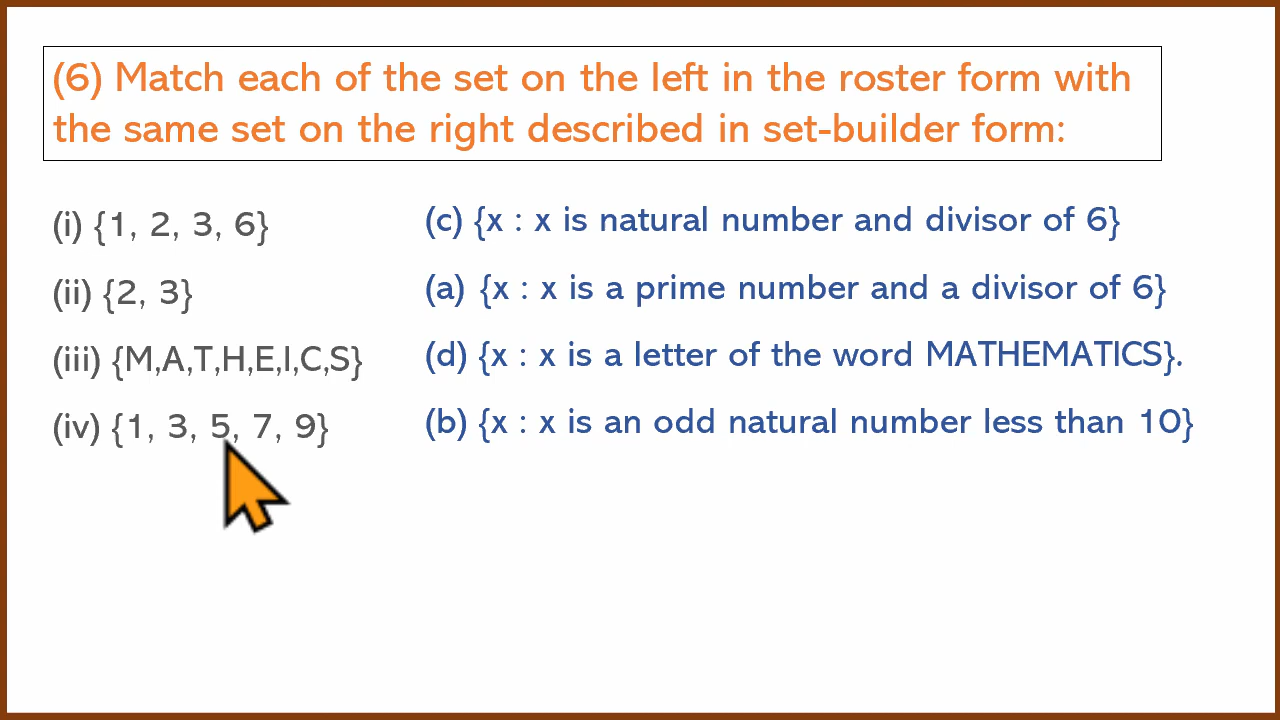 (6) Match each of the set on the left in the roster form with
the same set on the right described in set-builder form:
(i) {1, 2, 3, 6} (c) {x : x is natural number and divisor of 6}
(ii) {2, 3} (a) {x : x is a prime number and a divisor of 6}
(iii) {M,A,T,H,E,I,C,S} (d) {x : x is a letter of the word MATHEMATICS}.
(iv) {1, 3, 5, 7, 9} (b) {x : x is an odd natural number less than 10}